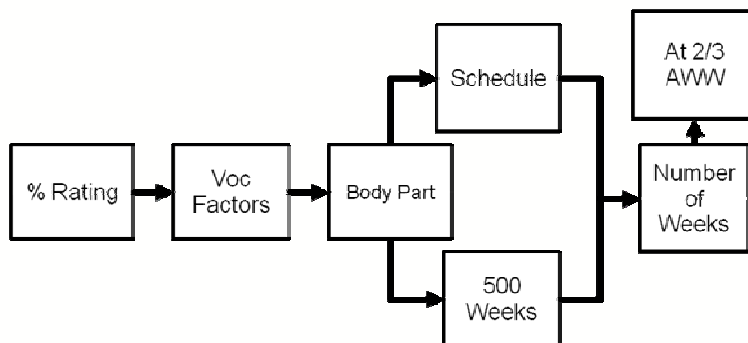 % Rating
Voc
Factors
Body Part
Schedule
500
Weeks
Number
of
Weeks
At 2/3
AWW